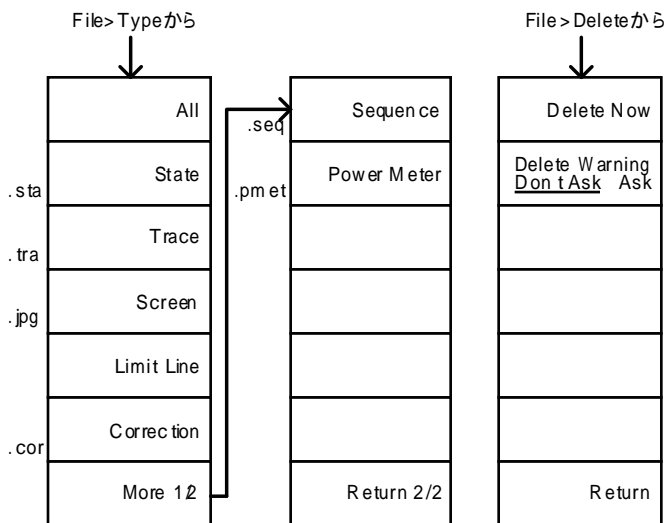 File>Typeから
All
.sta
State
.tra
Trace
.jpg
Screen
Limit Line
.cor
Correction
More 1/2
.seq
Sequence
.pmet
Power Meter
Return 2/2
File>Deleteから
Delete Now
Delete Warning
Don t Ask Ask
Return